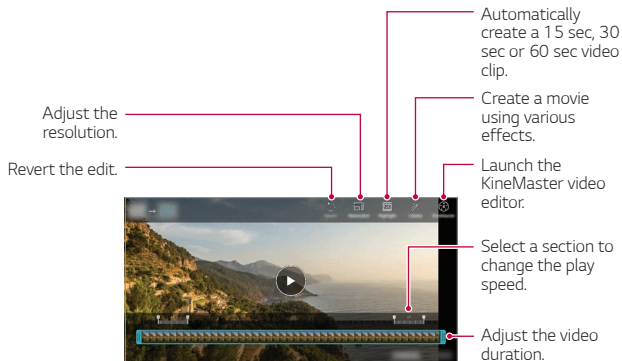 Automatically
create a 15 sec, 30
sec or 60 sec video
clip.
Adjust the
resolution.
Create a movie
using various
effects.
Revert the edit.
Launch the
KineMaster video
editor.
Select a section to
change the play
speed.
Adjust the video
duration.